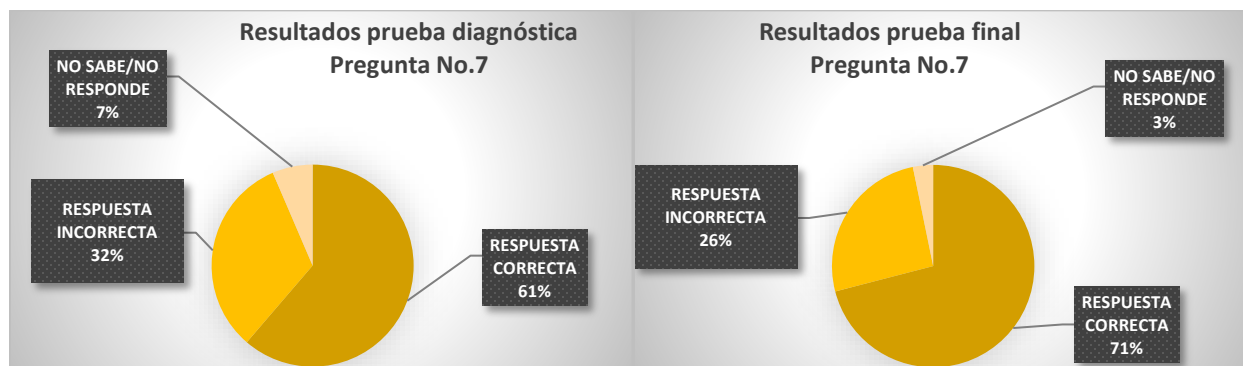 Resultados prueba diagnóstica
Pregunta No.7
NO SABE/NO
RESPONDE
7%
RESPUESTA
INCORRECTA
32%
RESPUESTA
CORRECTA
61%
Resultados prueba final
Pregunta No.7
NO SABE/NO
RESPONDE
3%
RESPUESTA
INCORRECTA
26%
RESPUESTA
CORRECTA
71%